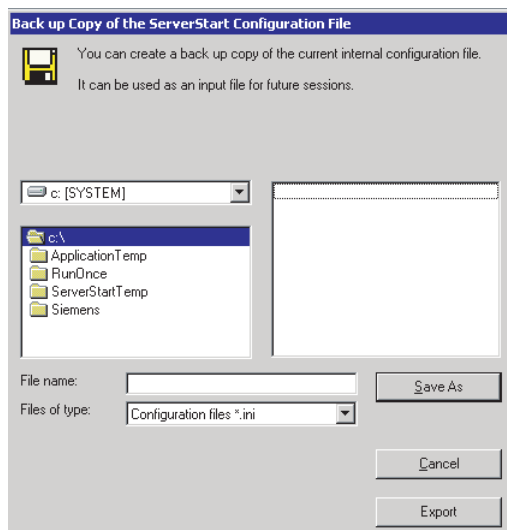 Back up Copy of the ServerStart Configuration File
You can create a back up copy of the current internal configuration file.
It can be used as an input file for future sessions.
c: [SYSTEM]
c:\
ApplicationTemp
RunOnce
ServerStartTemp
Siemens
File name:
Save As
Files of type:
Configuration files *.ini
Cancel
Export